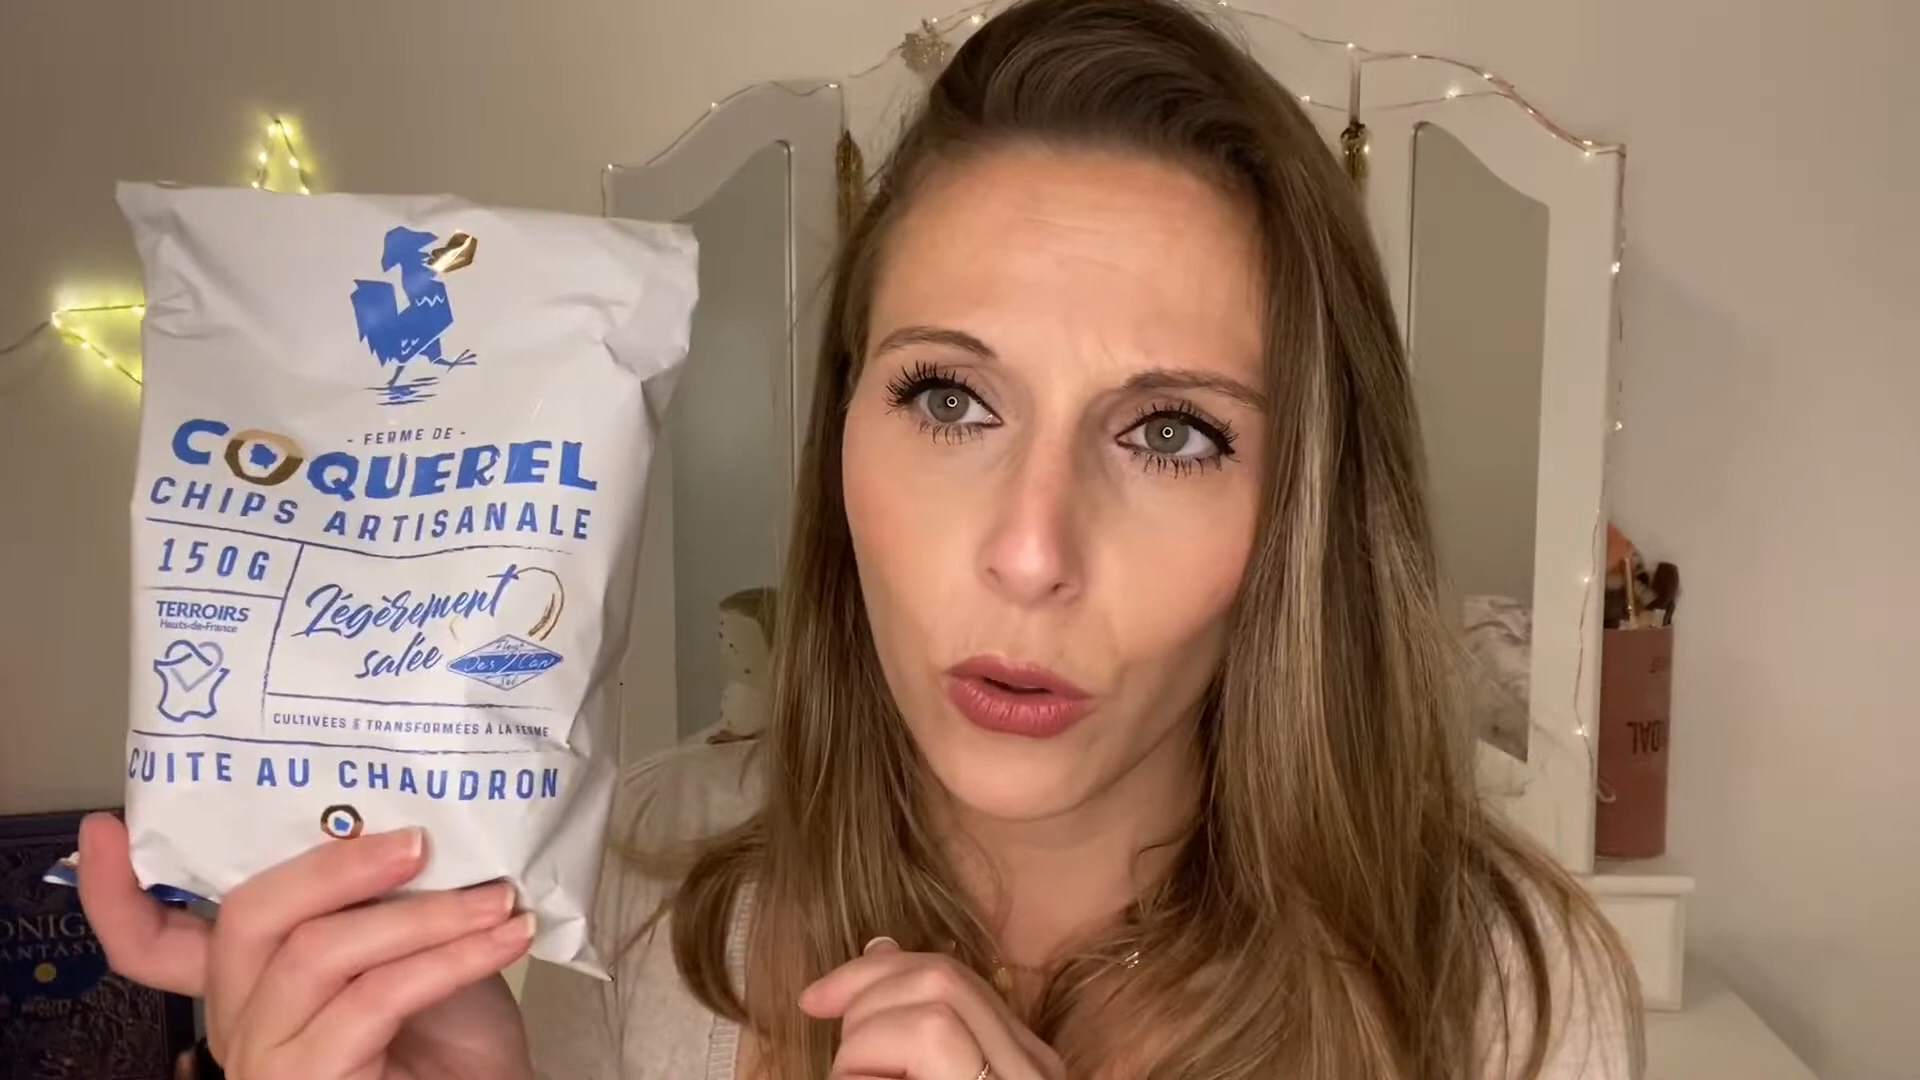 - FERME DE -
COQUEREL
CHIPS ARTISANALE
150G
TERROIRS
Hauts-de-France
Légèrement
salée
CULTIVÉES & TRANSFORMÉES À LA FERME
CUITE AU CHAUDRON